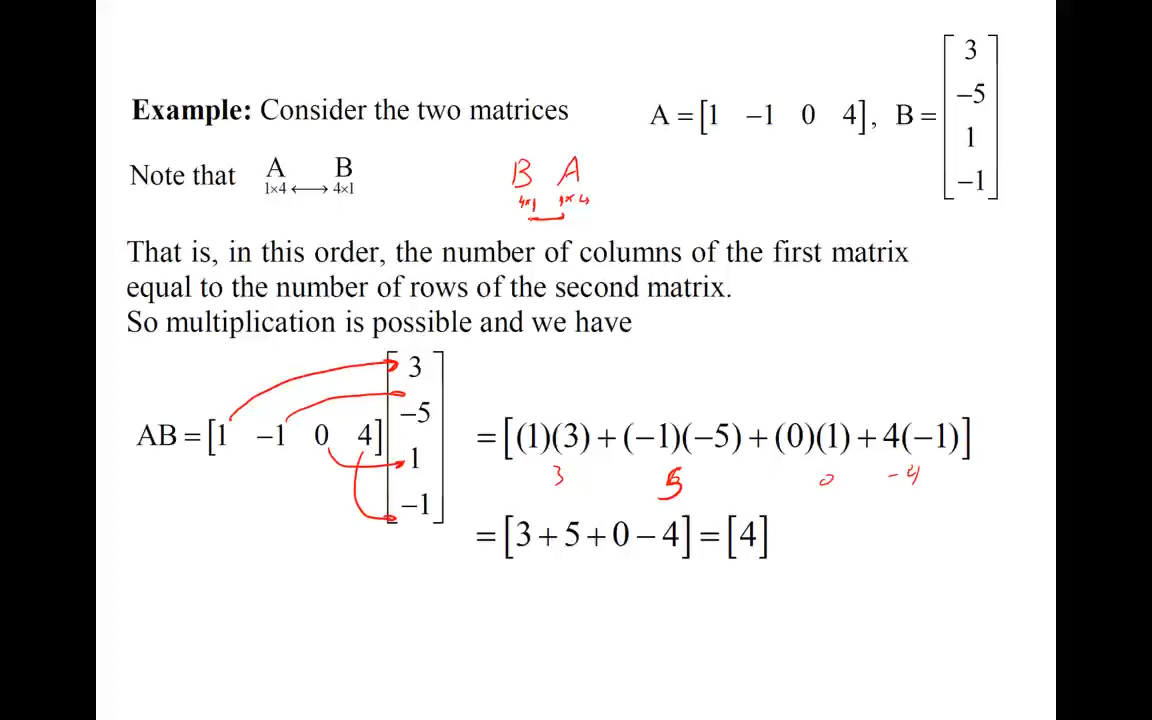 Example: Consider the two matrices A = [1 −1 0 4], B = [3 −5 1 −1]
Note that A B
1×4 ⟷ 4×1
B A
4×1 1×4
That is, in this order, the number of columns of the first matrix
equal to the number of rows of the second matrix.
So multiplication is possible and we have
AB = [1 −1 0 4] [3 −5 1 −1] = [(1)(3) + (−1)(−5) + (0)(1) + 4(−1)]
3 5 0 −4
= [3 + 5 + 0 − 4] = [4]